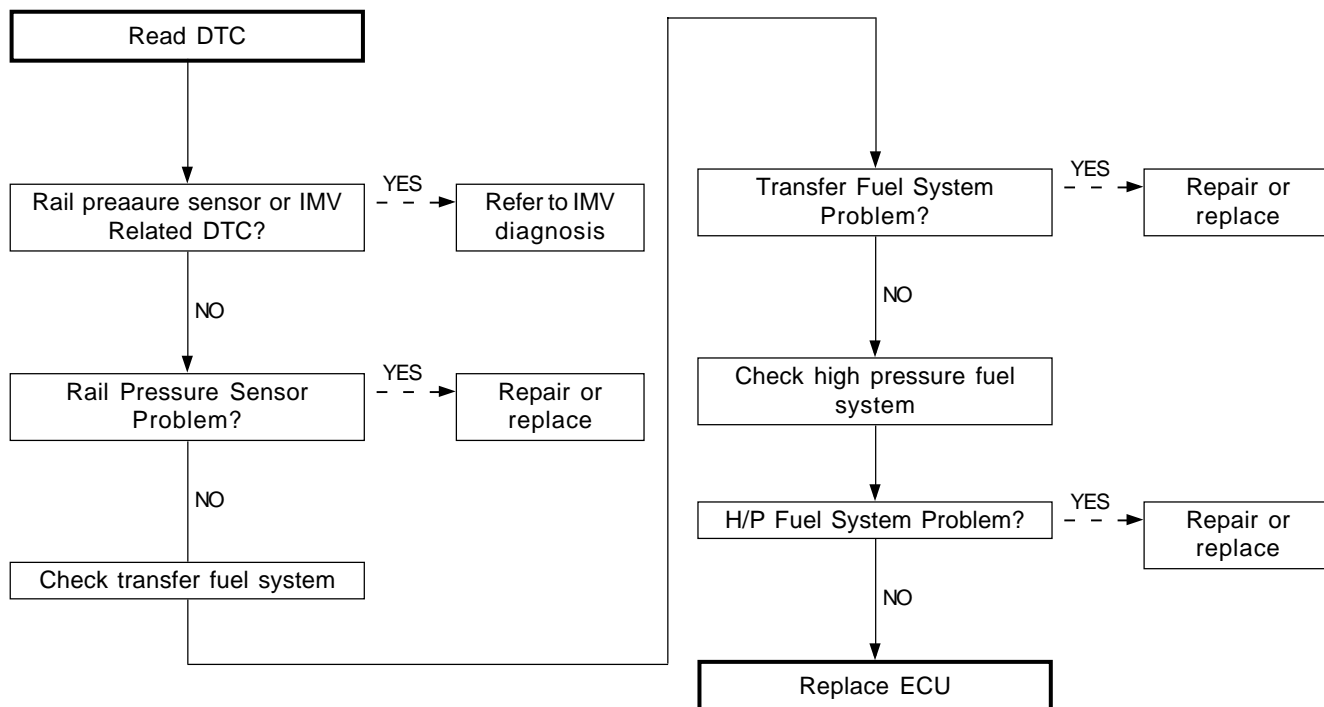 Read DTC
Rail preaaure sensor or IMV
Related DTC?
YES
Refer to IMV
diagnosis
NO
Rail Pressure Sensor
Problem?
YES
Repair or
replace
NO
Check transfer fuel system
Transfer Fuel System
Problem?
YES
Repair or
replace
NO
Check high pressure fuel
system
H/P Fuel System Problem?
YES
Repair or
replace
NO
Replace ECU